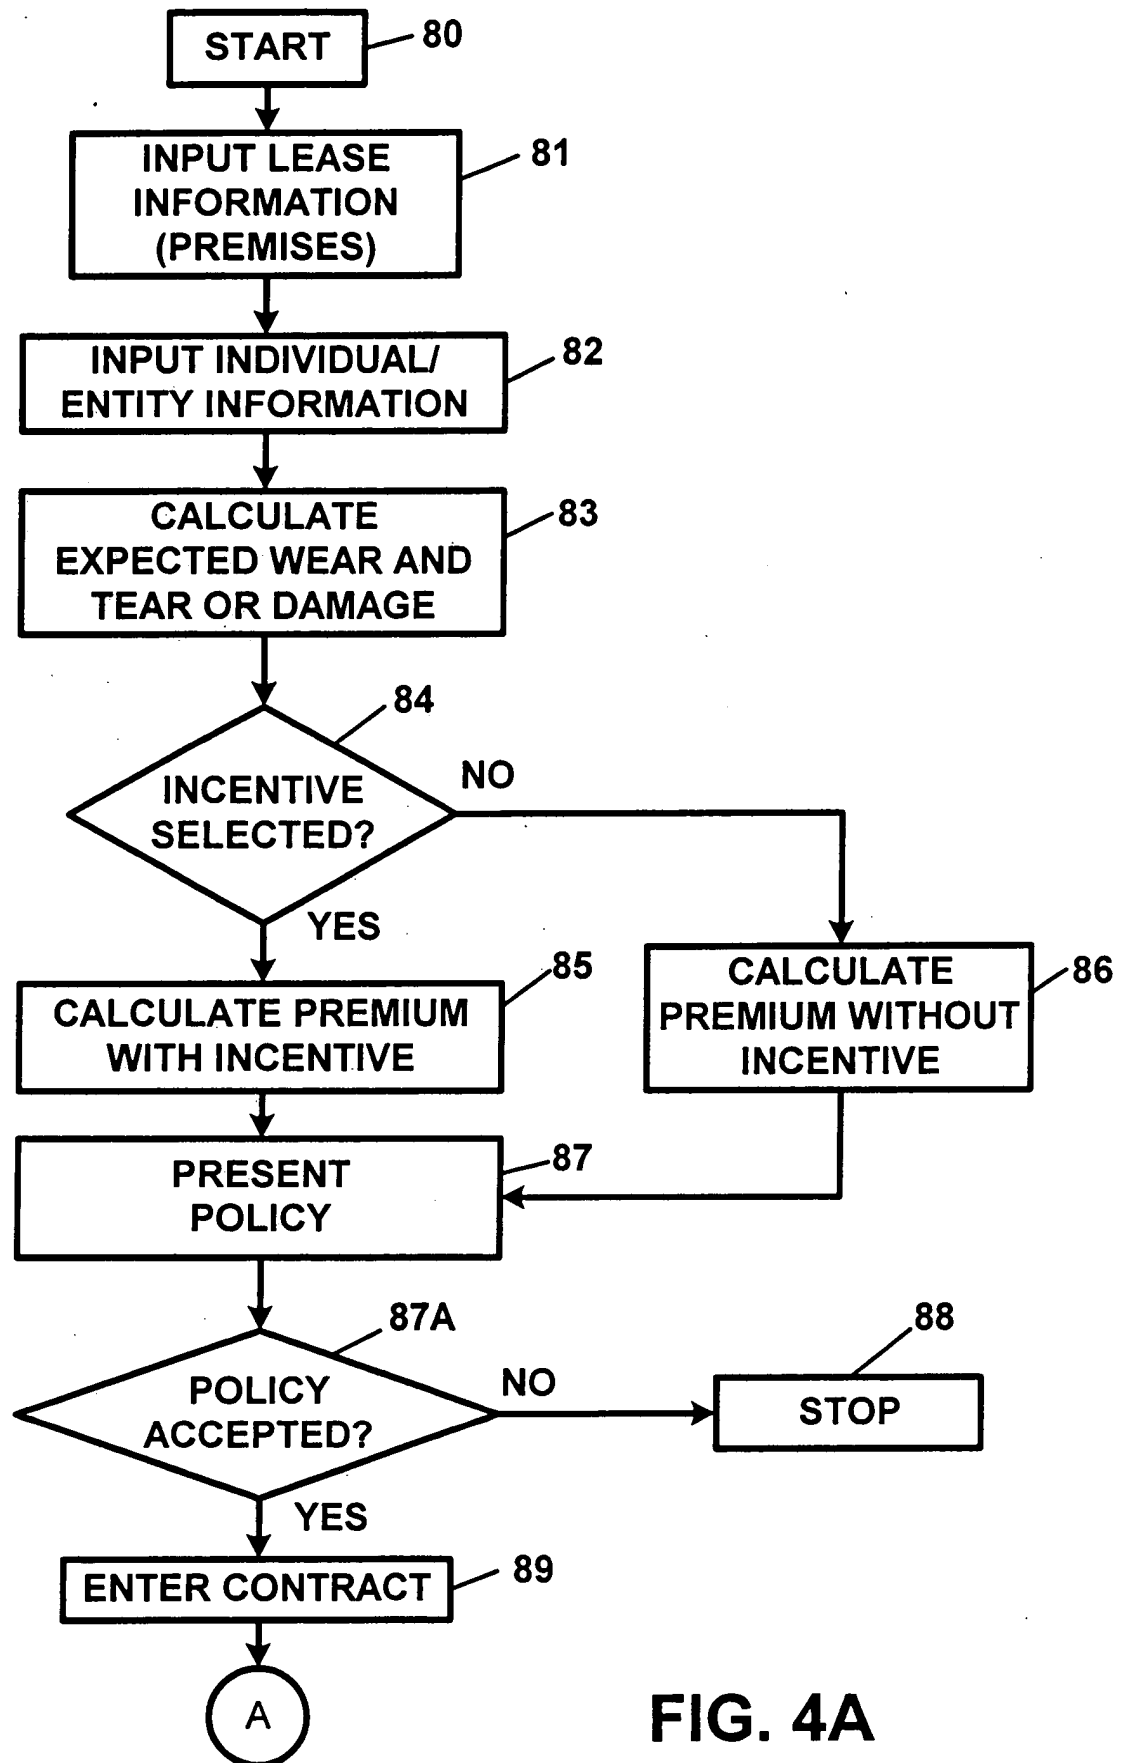 START
80
INPUT LEASE
INFORMATION
(PREMISES)
81
INPUT INDIVIDUAL/
ENTITY INFORMATION
82
CALCULATE
EXPECTED WEAR AND
TEAR OR DAMAGE
83
84
INCENTIVE
SELECTED?
NO
YES
CALCULATE PREMIUM
WITH INCENTIVE
85
CALCULATE
PREMIUM WITHOUT
INCENTIVE
86
PRESENT
POLICY
87
87A
POLICY
ACCEPTED?
NO
88
STOP
YES
ENTER CONTRACT
89
A
FIG. 4A